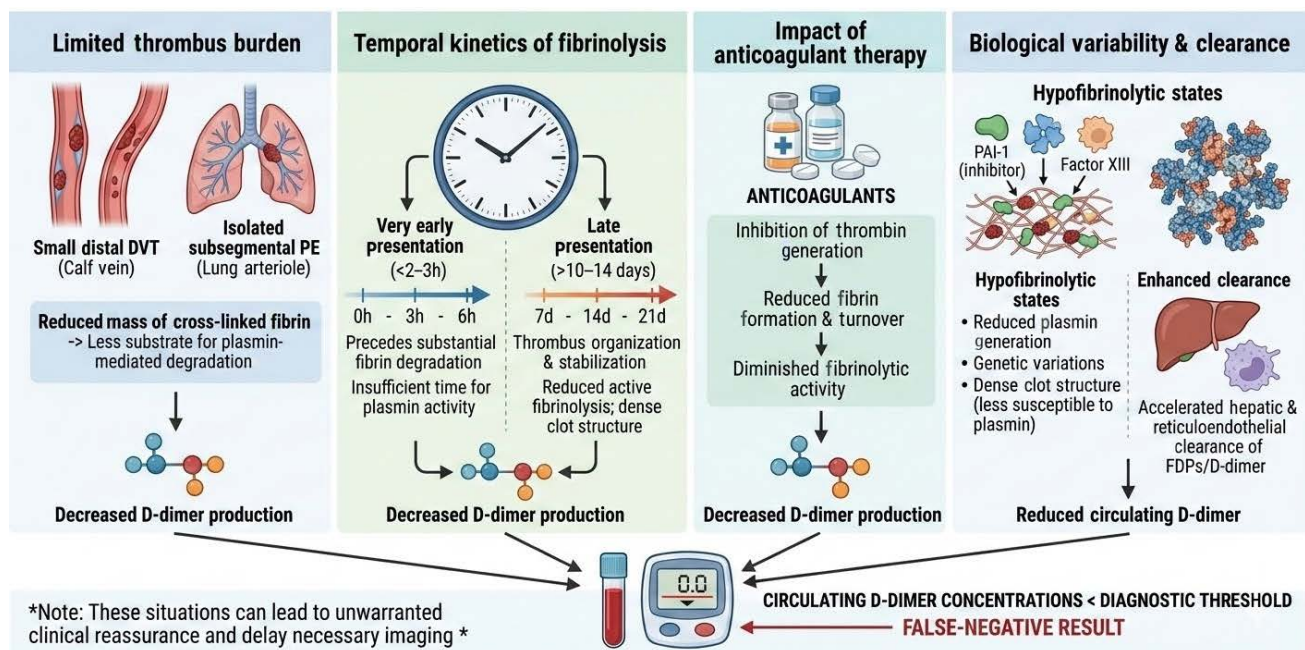 Limited thrombus burden
Small distal DVT
(Calf vein)
Isolated
subsegmental PE
(Lung arteriole)
Reduced mass of cross-linked fibrin
-> Less substrate for plasmin-
mediated degradation
Decreased D-dimer production
Temporal kinetics of fibrinolysis
Very early
presentation
(<2–3h)
0h - 3h - 6h
Precedes substantial
fibrin degradation
Insufficient time for
plasmin activity
Late
presentation
(>10–14 days)
7d - 14d - 21d
Thrombus organization
& stabilization
Reduced active
fibrinolysis; dense
clot structure
Decreased D-dimer production
Impact of
anticoagulant therapy
ANTICOAGULANTS
Inhibition of thrombin
generation
Reduced fibrin
formation & turnover
Diminished fibrinolytic
activity
Decreased D-dimer production
Biological variability & clearance
Hypofibrinolytic states
PAI-1
(inhibitor)
Factor XIII
Hypofibrinolytic
states
• Reduced plasmin
generation
• Genetic variations
• Dense clot structure
(less susceptible to
plasmin)
Enhanced clearance
Accelerated hepatic &
reticuloendothelial
clearance of
FDPs/D-dimer
Reduced circulating D-dimer
*Note: These situations can lead to unwarranted
clinical reassurance and delay necessary imaging *
0.0
CIRCULATING D-DIMER CONCENTRATIONS < DIAGNOSTIC THRESHOLD
FALSE-NEGATIVE RESULT